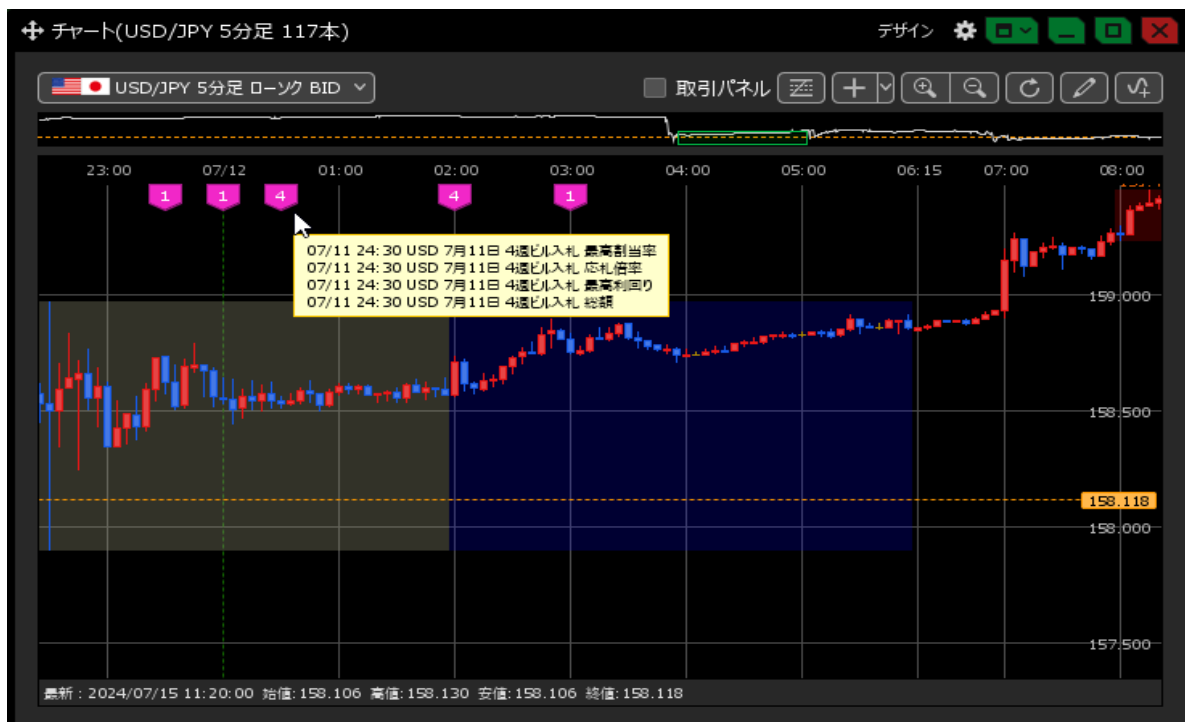 チャート(USD/JPY 5分足 117本)
デザイン
USD/JPY 5分足 ローソク BID
取引パネル
23:00 07/12 01:00 02:00 03:00 04:00 05:00 06:15 07:00 08:00
1 1 4 4 1
07/11 24:30 USD 7月11日 4週ビル入札 最高割当率
07/11 24:30 USD 7月11日 4週ビル入札 応札倍率
07/11 24:30 USD 7月11日 4週ビル入札 最高利回り
07/11 24:30 USD 7月11日 4週ビル入札 総額
159.000
158.500
158.118
158.000
157.500
最新 : 2024/07/15 11:20:00 始値:158.106 高値:158.130 安値:158.106 終値:158.118